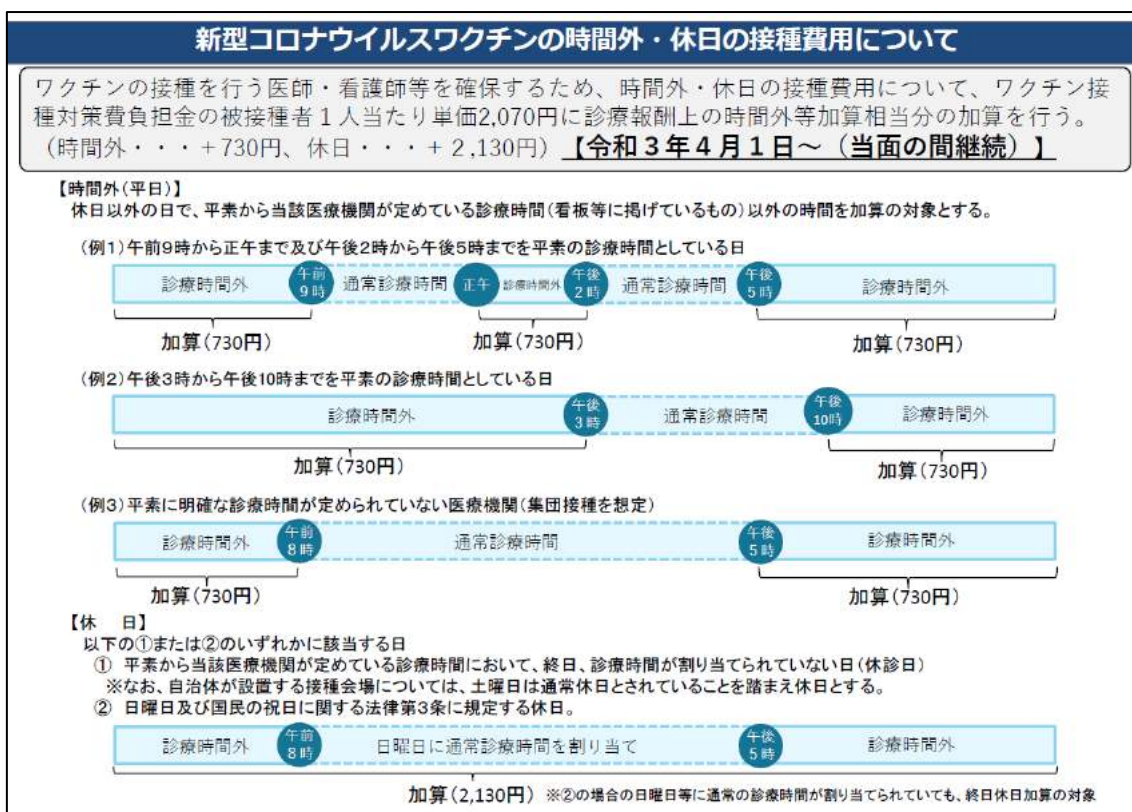 新型コロナウイルスワクチンの時間外・休日の接種費用について
ワクチンの接種を行う医師・看護師等を確保するため、時間外・休日の接種費用について、ワクチン接
種対策費負担金の被接種者１人当たり単価2,070円に診療報酬上の時間外等加算相当分の加算を行う。
（時間外・・・＋730円、休日・・・＋２,130円）【令和３年４月１日～（当面の間継続）】
【時間外（平日）】
休日以外の日で、平素から当該医療機関が定めている診療時間（看板等に掲げているもの）以外の時間を加算の対象とする。
（例１）午前９時から正午まで及び午後２時から午後５時までを平素の診療時間としている日
診療時間外 午前９時 通常診療時間 正午 診療時間外 午後２時 通常診療時間 午後５時 診療時間外
加算（730円） 加算（730円） 加算（730円）
（例２）午後３時から午後10時までを平素の診療時間としている日
診療時間外 午後３時 通常診療時間 午後10時 診療時間外
加算（730円） 加算（730円）
（例３）平素に明確な診療時間が定められていない医療機関（集団接種を想定）
診療時間外 午前８時 通常診療時間 午後５時 診療時間外
加算（730円） 加算（730円）
【休　日】
以下の①または②のいずれかに該当する日
① 平素から当該医療機関が定めている診療時間において、終日、診療時間が割り当てられていない日（休診日）
※なお、自治体が設置する接種会場については、土曜日は通常休日とされていることを踏まえ休日とする。
② 日曜日及び国民の祝日に関する法律第３条に規定する休日。
診療時間外 午前８時 日曜日に通常診療時間を割り当て 午後５時 診療時間外
加算（2,130円） ※②の場合の日曜日等に通常の診療時間が割り当てられていても、終日休日加算の対象